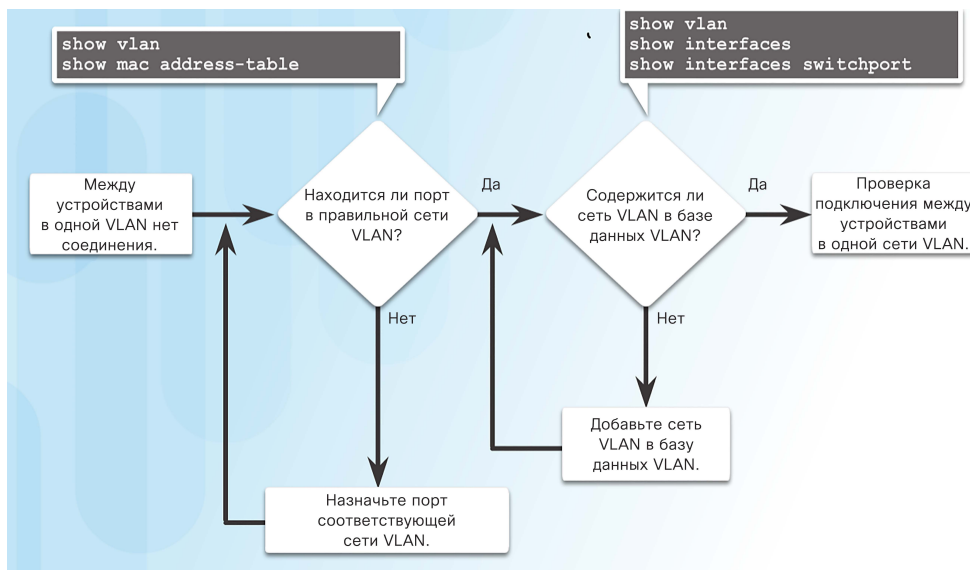 show vlan
show mac address-table
show vlan
show interfaces
show interfaces switchport
Между
устройствами
в одной VLAN нет
соединения.
Находится ли порт
в правильной сети
VLAN?
Да
Содержится ли
сеть VLAN в базе
данных VLAN?
Да
Проверка
подключения между
устройствами
в одной сети VLAN.
Нет
Нет
Добавьте сеть
VLAN в базу
данных VLAN.
Назначьте порт
соответствующей
сети VLAN.